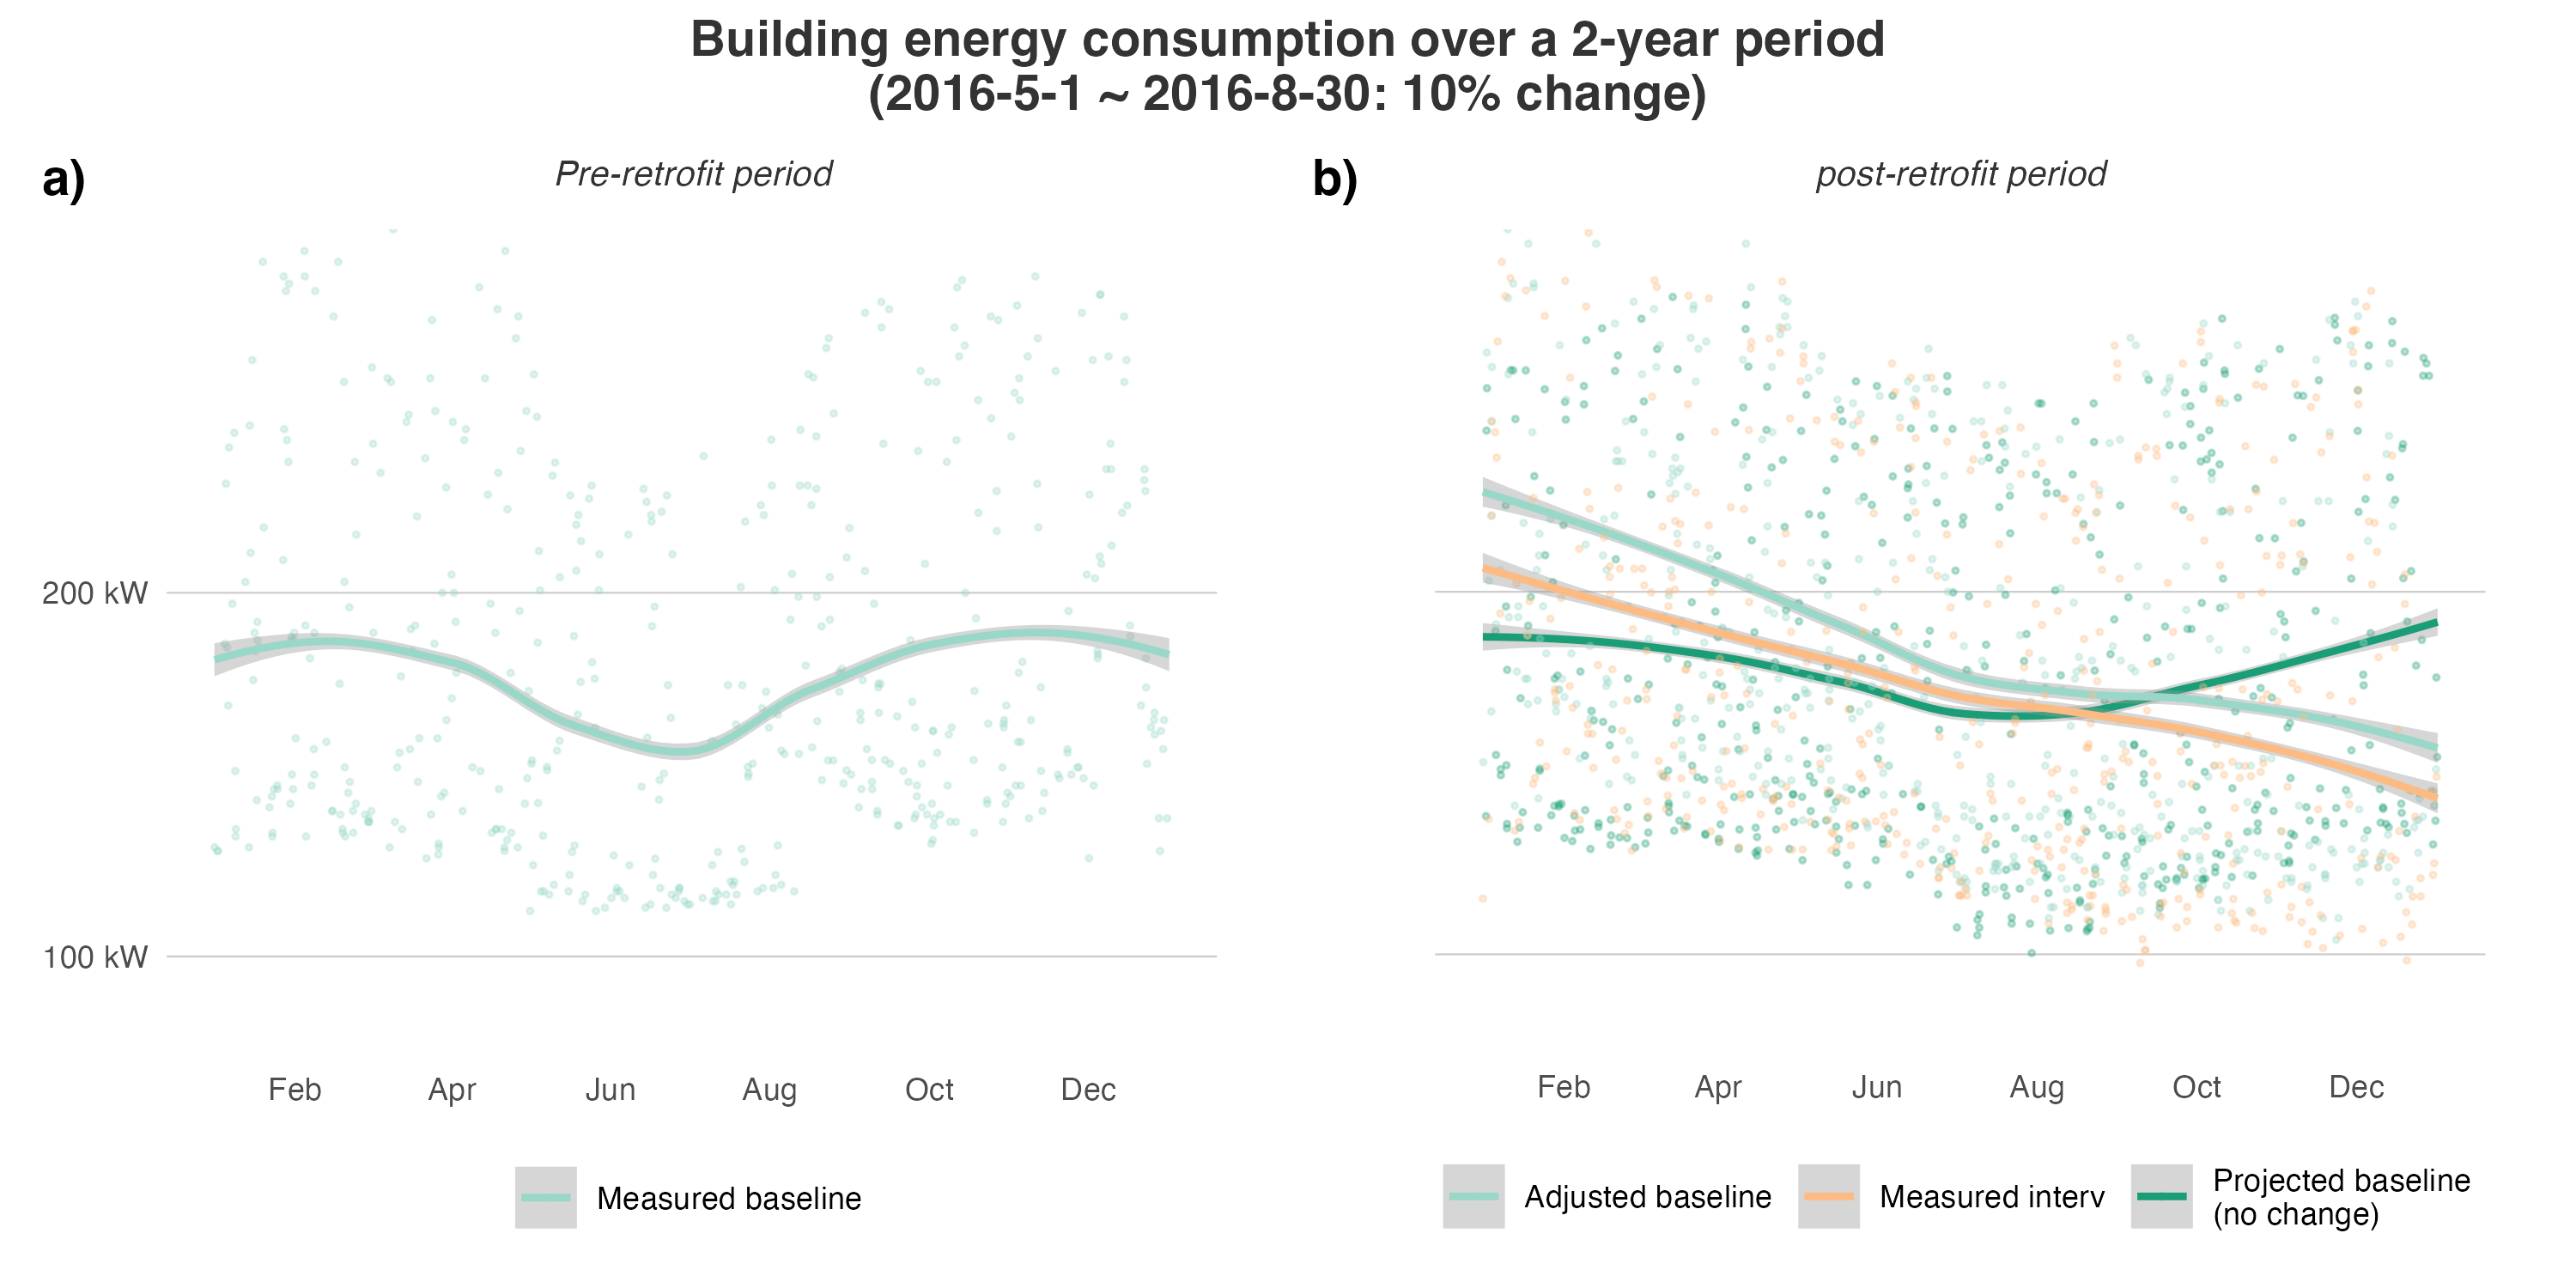 Building energy consumption over a 2-year period
(2016-5-1 ~ 2016-8-30: 10% change)
a)
Pre-retrofit period
200 kW
100 kW
Feb Apr Jun Aug Oct Dec
Measured baseline
b)
post-retrofit period
Feb Apr Jun Aug Oct Dec
Adjusted baseline
Measured interv
Projected baseline
(no change)